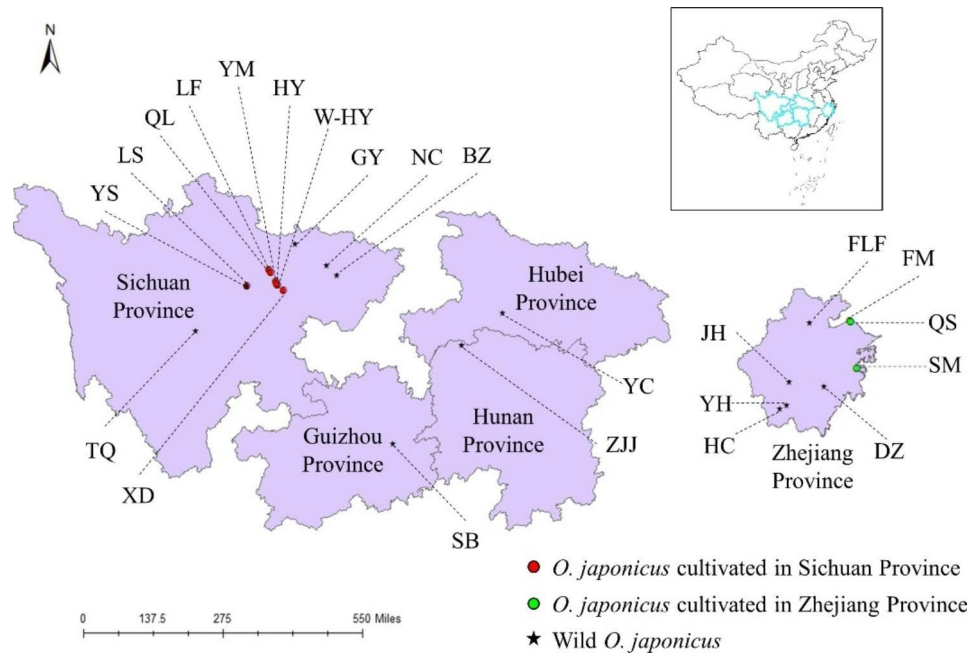 N
YM
LF
HY
QL
W-HY
LS
GY
NC
BZ
YS
Sichuan
Province
Hubei
Province
FLF
FM
QS
JH
SM
YC
YH
Hunan
Province
Guizhou
Province
ZJJ
TQ
HC
DZ
Zhejiang
Province
XD
SB
O. japonicus cultivated in Sichuan Province
O. japonicus cultivated in Zhejiang Province
Wild O. japonicus
0 137.5 275 550 Miles